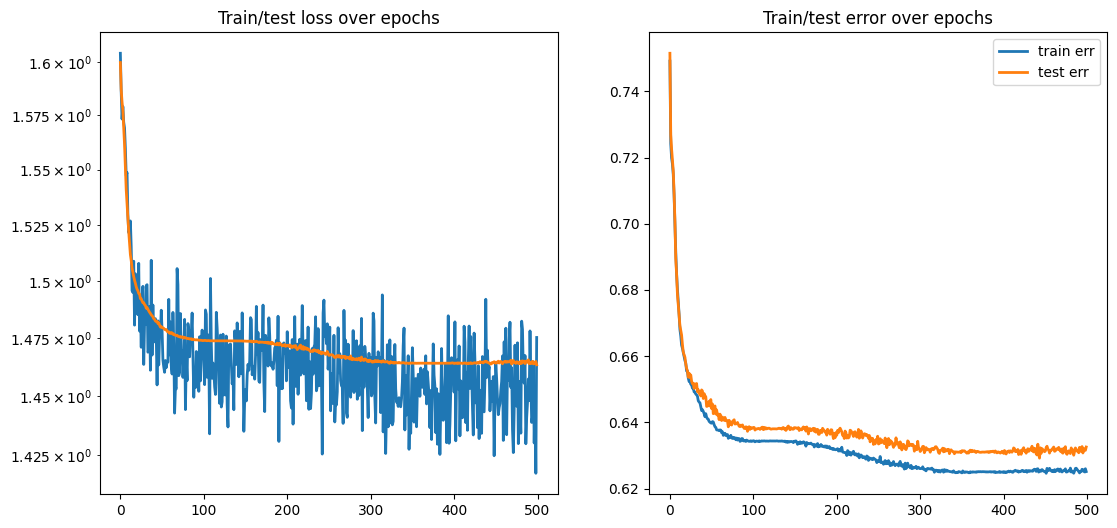 Train/test loss over epochs
1.6 × 10⁰
1.575 × 10⁰
1.55 × 10⁰
1.525 × 10⁰
1.5 × 10⁰
1.475 × 10⁰
1.45 × 10⁰
1.425 × 10⁰
0 100 200 300 400 500
Train/test error over epochs
train err
test err
0.74
0.72
0.70
0.68
0.66
0.64
0.62
0 100 200 300 400 500